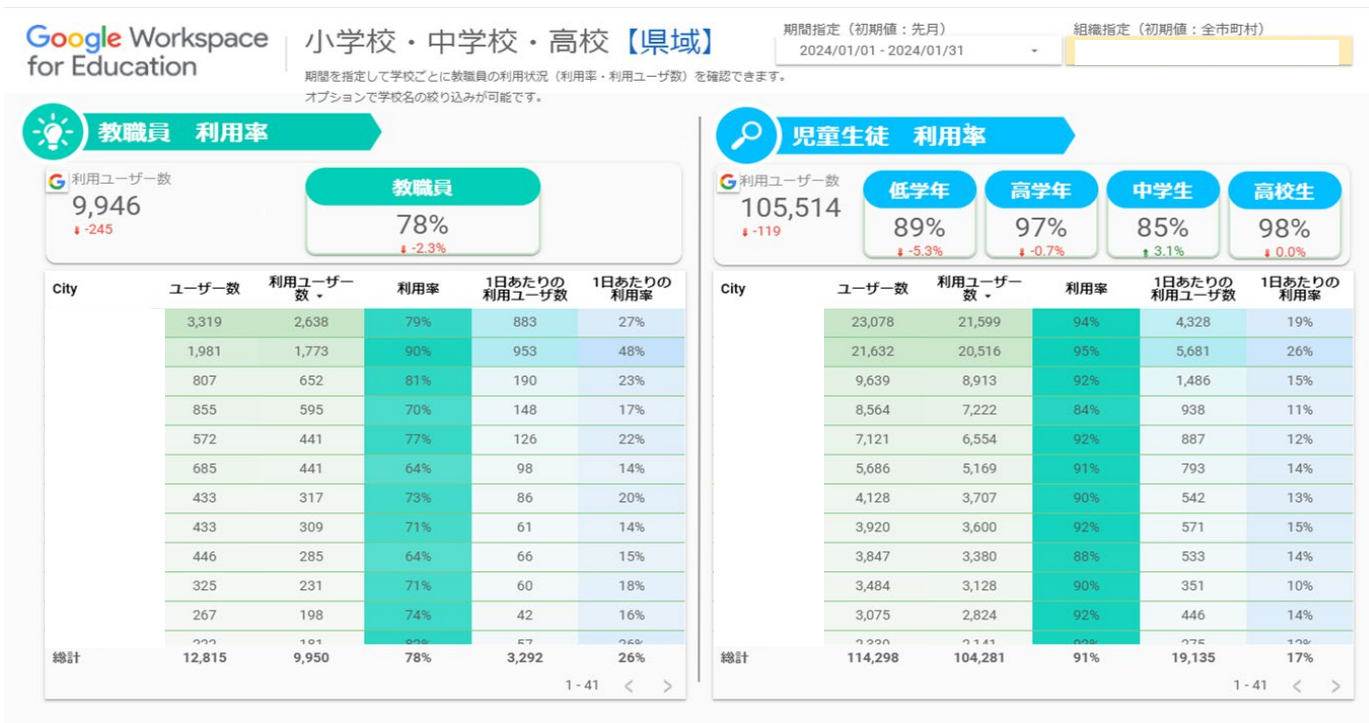 Google Workspace
for Education
小学校・中学校・高校【県域】
期間を指定して学校ごとに教職員の利用状況（利用率・利用ユーザ数）を確認できます。
オプションで学校名の絞り込みが可能です。
期間指定（初期値：先月）
2024/01/01 - 2024/01/31
組織指定（初期値：全市町村）
教職員　利用率
G 利用ユーザー数
9,946
-245
教職員
78%
-2.3%
City ユーザー数 利用ユーザー数 利用率 1日あたりの利用ユーザ数 1日あたりの利用率
3,319 2,638 79% 883 27%
1,981 1,773 90% 953 48%
807 652 81% 190 23%
855 595 70% 148 17%
572 441 77% 126 22%
685 441 64% 98 14%
433 317 73% 86 20%
433 309 71% 61 14%
446 285 64% 66 15%
325 231 71% 60 18%
267 198 74% 42 16%
総計 12,815 9,950 78% 3,292 26%
1 - 41 < >
児童生徒　利用率
G 利用ユーザー数
105,514
-119
低学年
89%
-5.3%
高学年
97%
-0.7%
中学生
85%
3.1%
高校生
98%
0.0%
City ユーザー数 利用ユーザー数 利用率 1日あたりの利用ユーザ数 1日あたりの利用率
23,078 21,599 94% 4,328 19%
21,632 20,516 95% 5,681 26%
9,639 8,913 92% 1,486 15%
8,564 7,222 84% 938 11%
7,121 6,554 92% 887 12%
5,686 5,169 91% 793 14%
4,128 3,707 90% 542 13%
3,920 3,600 92% 571 15%
3,847 3,380 88% 533 14%
3,484 3,128 90% 351 10%
3,075 2,824 92% 446 14%
総計 114,298 104,281 91% 19,135 17%
1 - 41 < >